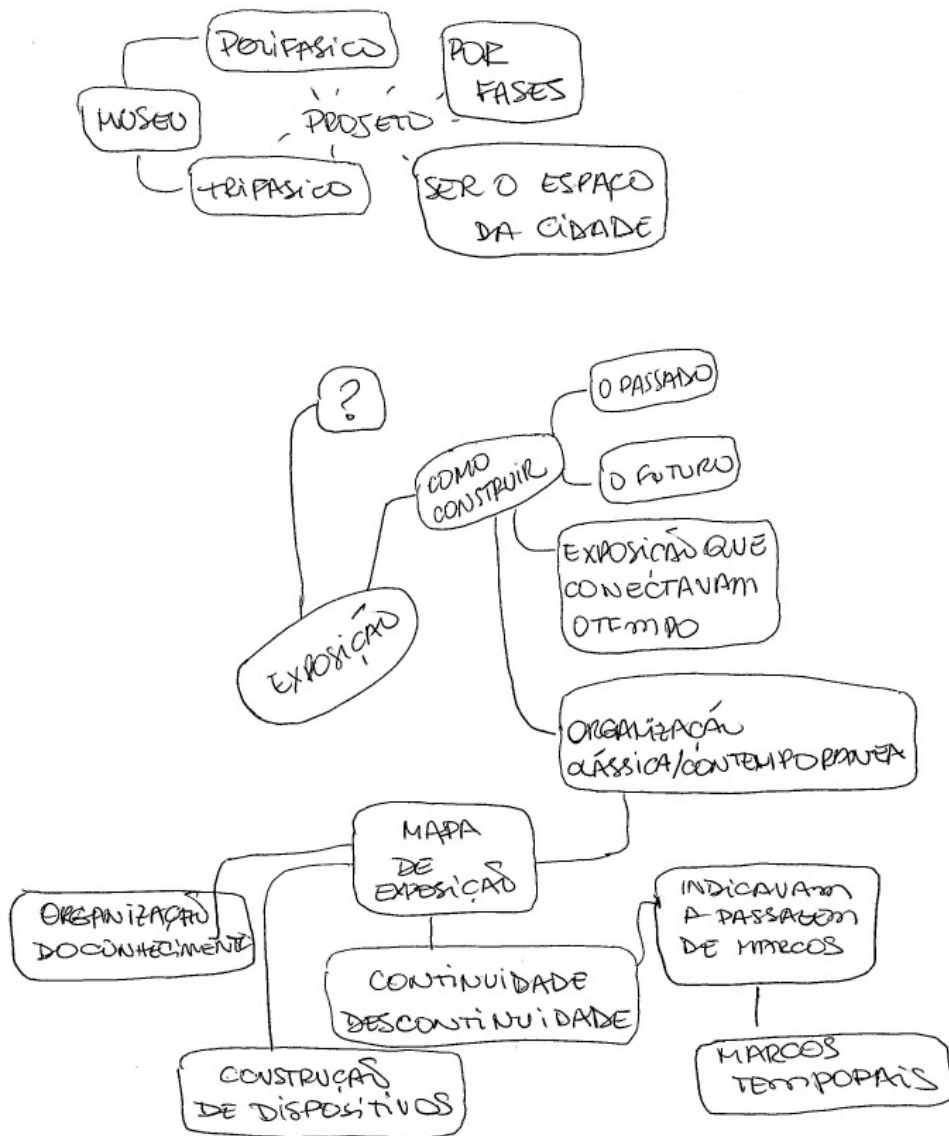 POLIFASICO
POR
FASES
MUSEU
PROJETO
TRIFASICO
SER O ESPAÇO
DA CIDADE
?
O PASSADO
COMO
CONSTRUIR
O FUTURO
EXPOSIÇÃO QUE
CONECTAVAM
O TEMPO
EXPOSIÇÃO
ORGANIZAÇÃO
CLÁSSICA/CONTEMPORANEA
MAPA
DE
EXPOSIÇÃO
ORGANIZAÇÃO
DO CONHECIMENTO
INDICAVAM
A PASSAGEM
DE MARCOS
CONTINUIDADE
DESCONTINUIDADE
CONSTRUÇÃO
DE DISPOSITIVOS
MARCOS
TEMPORAIS